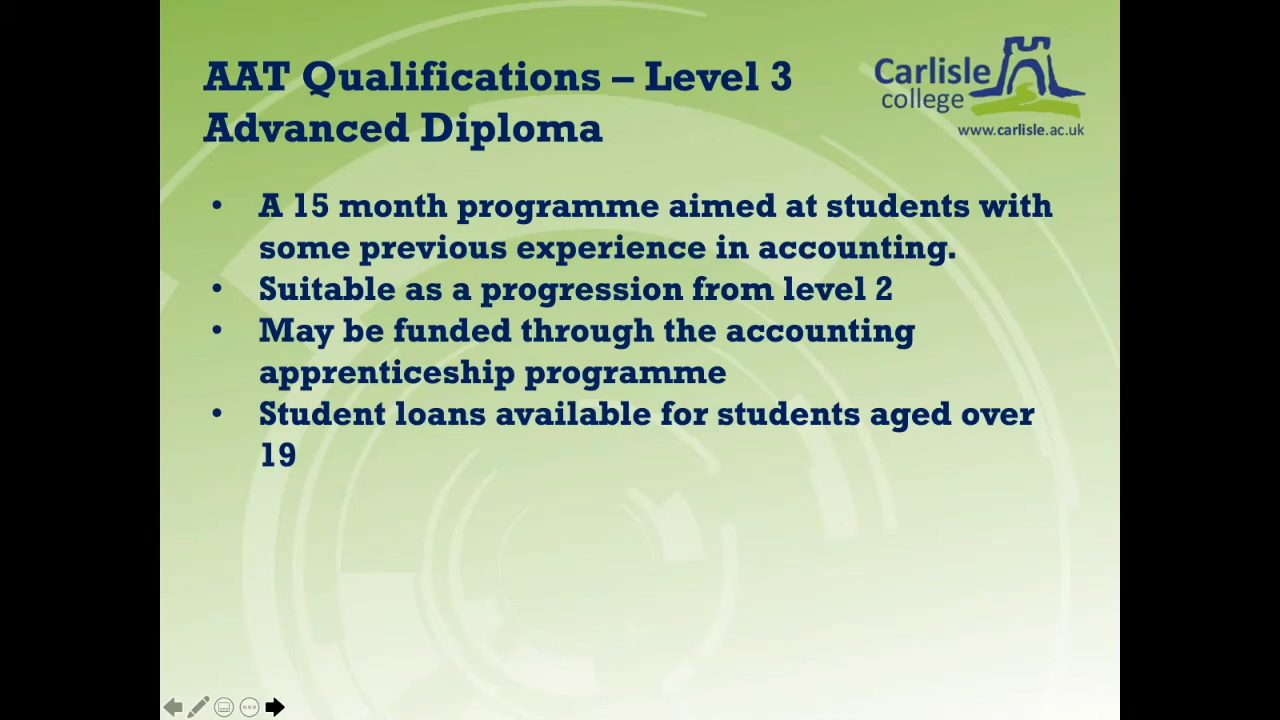 AAT Qualifications – Level 3
Advanced Diploma
Carlisle
college
www.carlisle.ac.uk
• A 15 month programme aimed at students with
some previous experience in accounting.
• Suitable as a progression from level 2
• May be funded through the accounting
apprenticeship programme
• Student loans available for students aged over
19